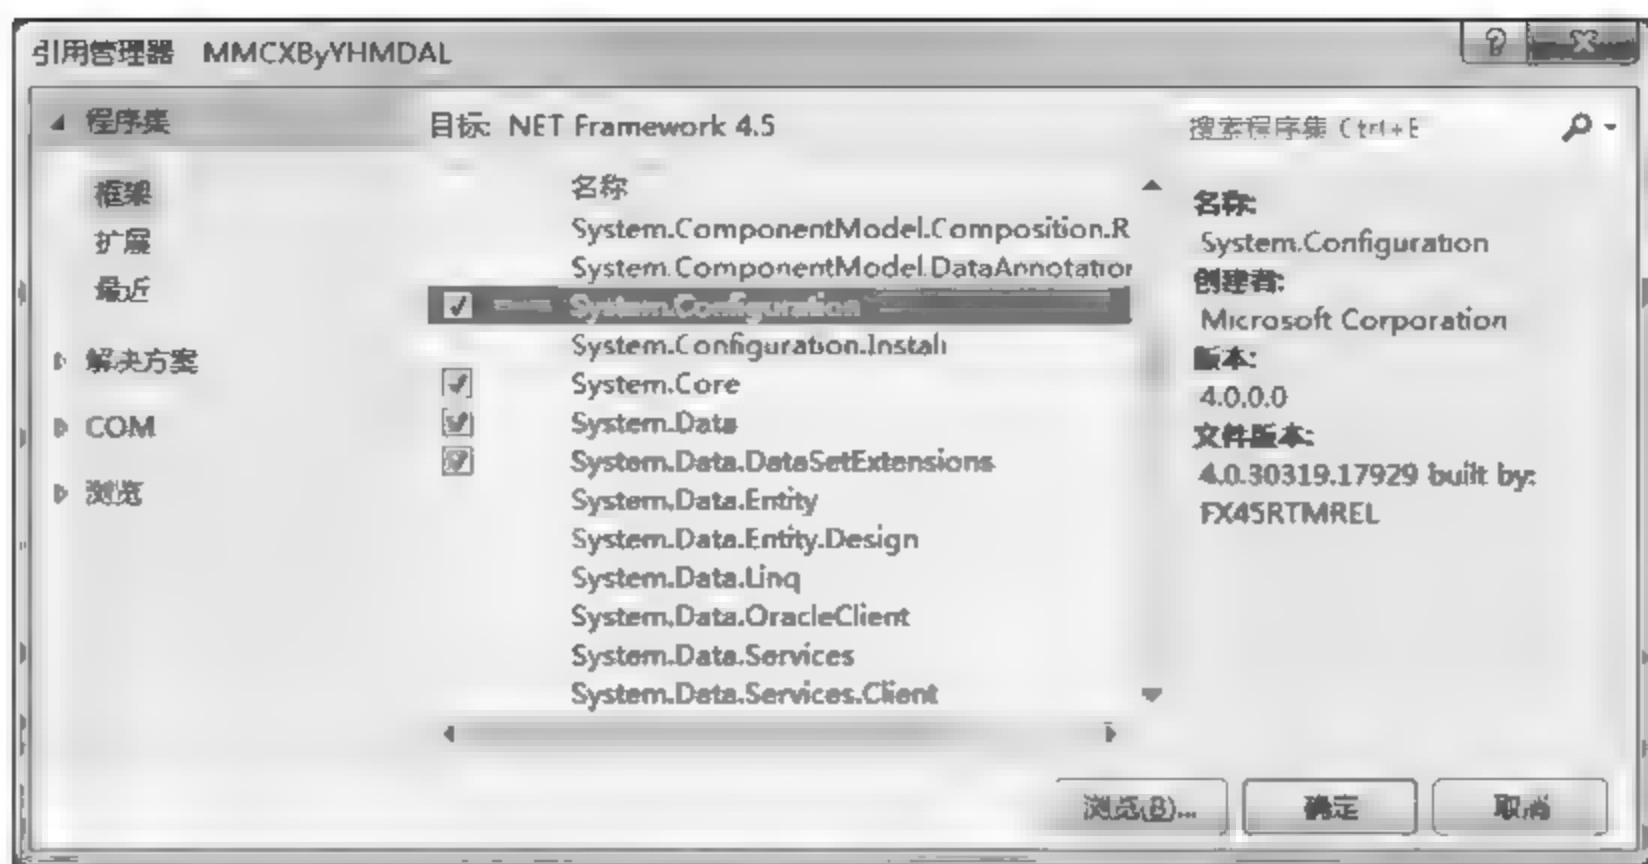 引用管理器 MMCXByYHMDAL
程序集
框架
扩展
最近
解决方案
COM
浏览
目标: NET Framework 4.5
名称
System.ComponentModel.Composition.R
System.ComponentModel.DataAnnotation
System.Configuration
System.Configuration.Install
System.Core
System.Data
System.Data.DataSetExtensions
System.Data.Entity
System.Data.Entity.Design
System.Data.Linq
System.Data.OracleClient
System.Data.Services
System.Data.Services.Client
搜索程序集 Ctrl+E
名称:
System.Configuration
创建者:
Microsoft Corporation
版本:
4.0.0.0
文件版本:
4.0.30319.17929 built by:
FX45RTMREL
浏览(B)...
确定
取消